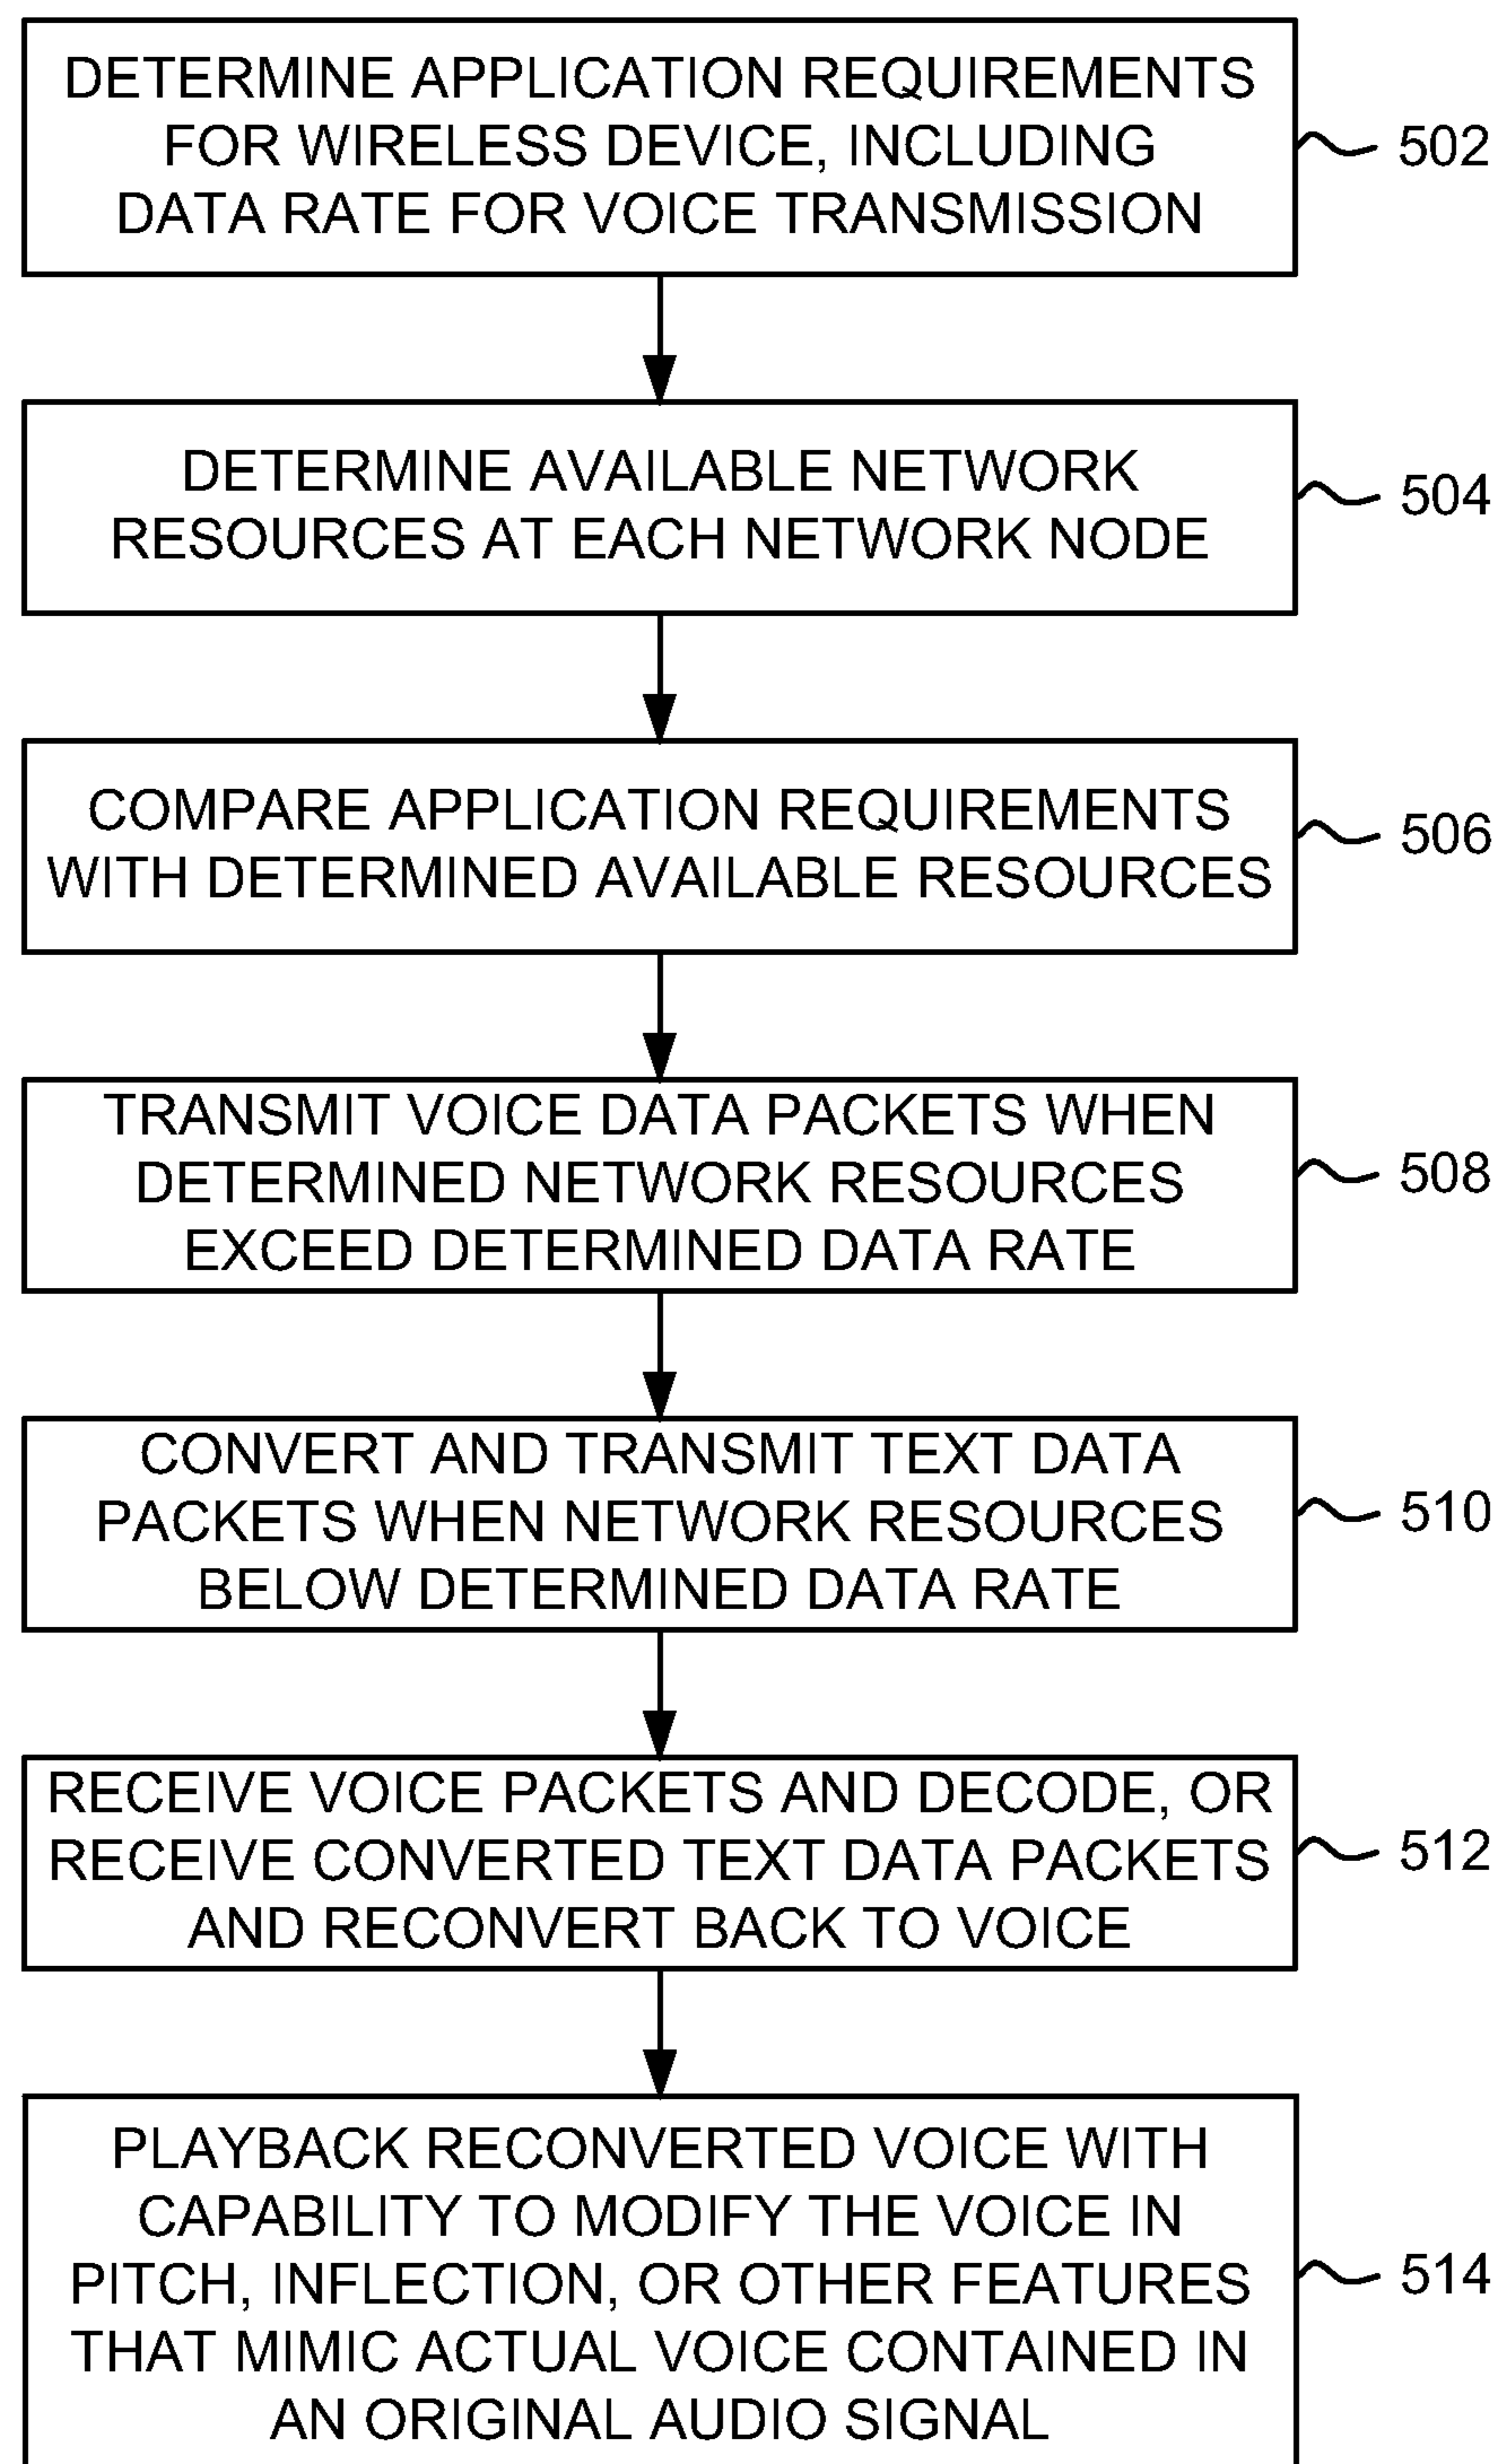 DETERMINE APPLICATION REQUIREMENTS
FOR WIRELESS DEVICE, INCLUDING
DATA RATE FOR VOICE TRANSMISSION
502
DETERMINE AVAILABLE NETWORK
RESOURCES AT EACH NETWORK NODE
504
COMPARE APPLICATION REQUIREMENTS
WITH DETERMINED AVAILABLE RESOURCES
506
TRANSMIT VOICE DATA PACKETS WHEN
DETERMINED NETWORK RESOURCES
EXCEED DETERMINED DATA RATE
508
CONVERT AND TRANSMIT TEXT DATA
PACKETS WHEN NETWORK RESOURCES
BELOW DETERMINED DATA RATE
510
RECEIVE VOICE PACKETS AND DECODE, OR
RECEIVE CONVERTED TEXT DATA PACKETS
AND RECONVERT BACK TO VOICE
512
PLAYBACK RECONVERTED VOICE WITH
CAPABILITY TO MODIFY THE VOICE IN
PITCH, INFLECTION, OR OTHER FEATURES
THAT MIMIC ACTUAL VOICE CONTAINED IN
AN ORIGINAL AUDIO SIGNAL
514